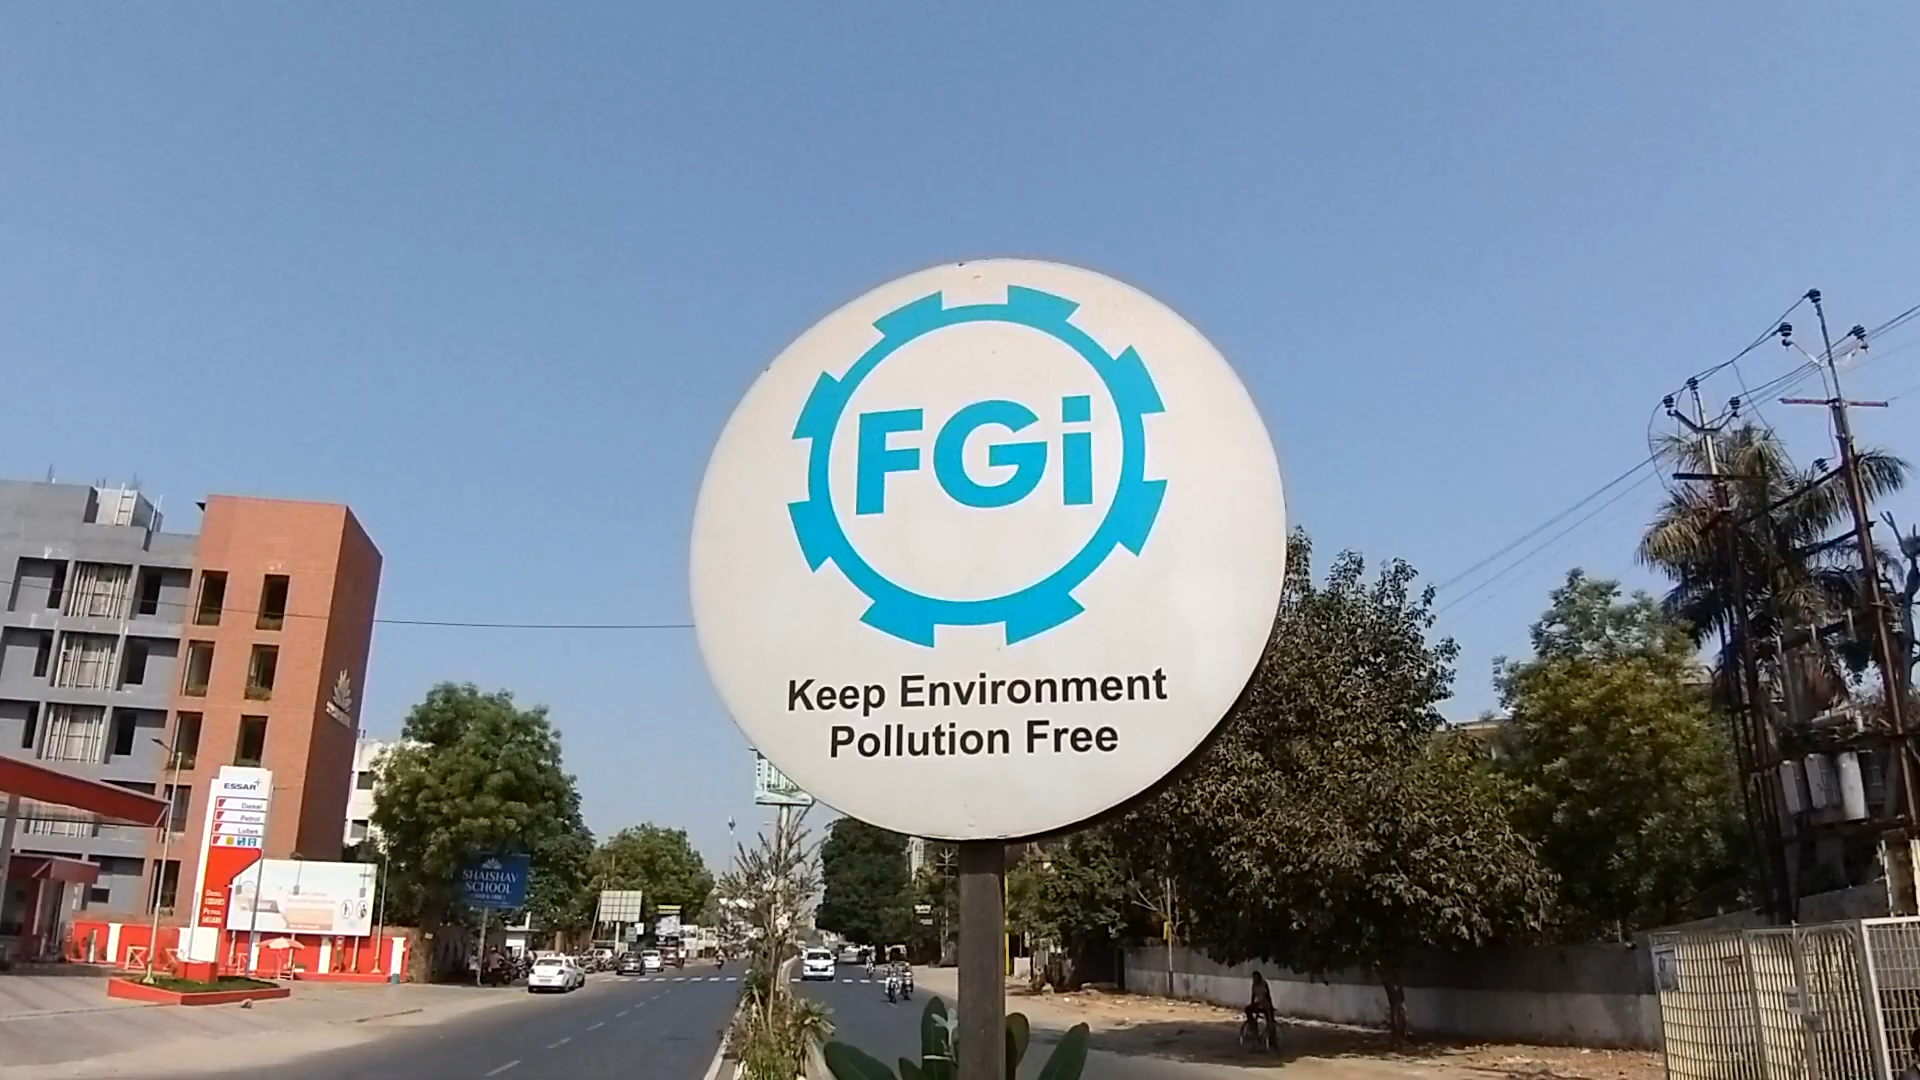 FGi
Keep Environment
Pollution Free
ESSAR
Diesel
Petrol
Lubes
SHAISHAV
SCHOOL